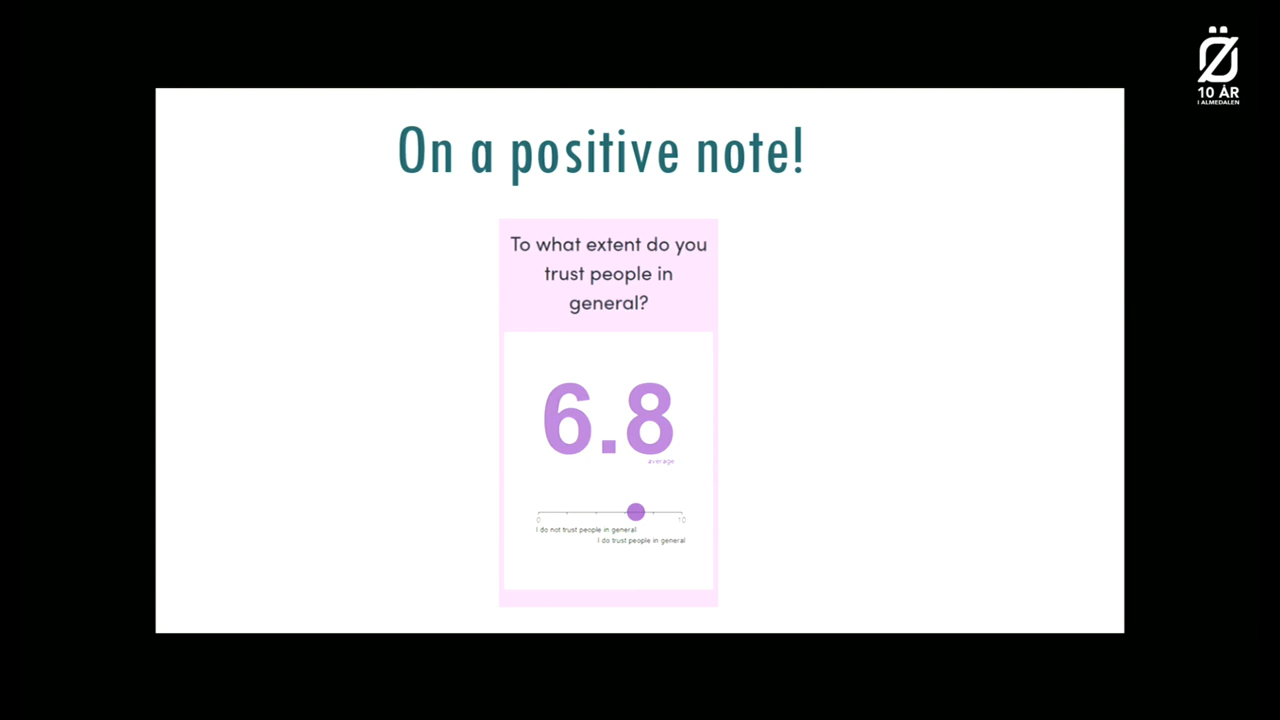 10 ÅR
I ALMEDALEN
On a positive note!
To what extent do you
trust people in
general?
6.8
average
0
10
I do not trust people in general
I do trust people in general